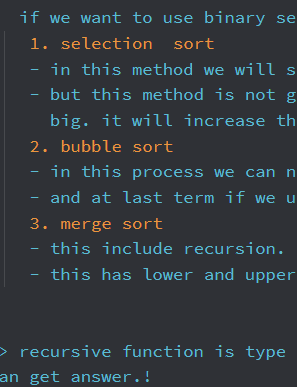 if we want to use binary se
1. selection  sort
- in this method we will s
- but this method is not g
big. it will increase th
2. bubble sort
- in this process we can n
- and at last term if we u
3. merge sort
- this include recursion.
- this has lower and upper
> recursive function is type
an get answer.!